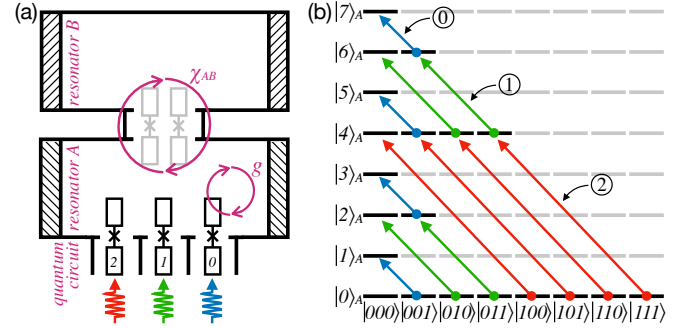 (a)
resonator B
χAB
resonator A
g
quantum
circuit
2
1
0
(b)
|7⟩A
|6⟩A
|5⟩A
|4⟩A
|3⟩A
|2⟩A
|1⟩A
|0⟩A
0
1
2
|000⟩ |001⟩ |010⟩ |011⟩ |100⟩ |101⟩ |110⟩ |111⟩